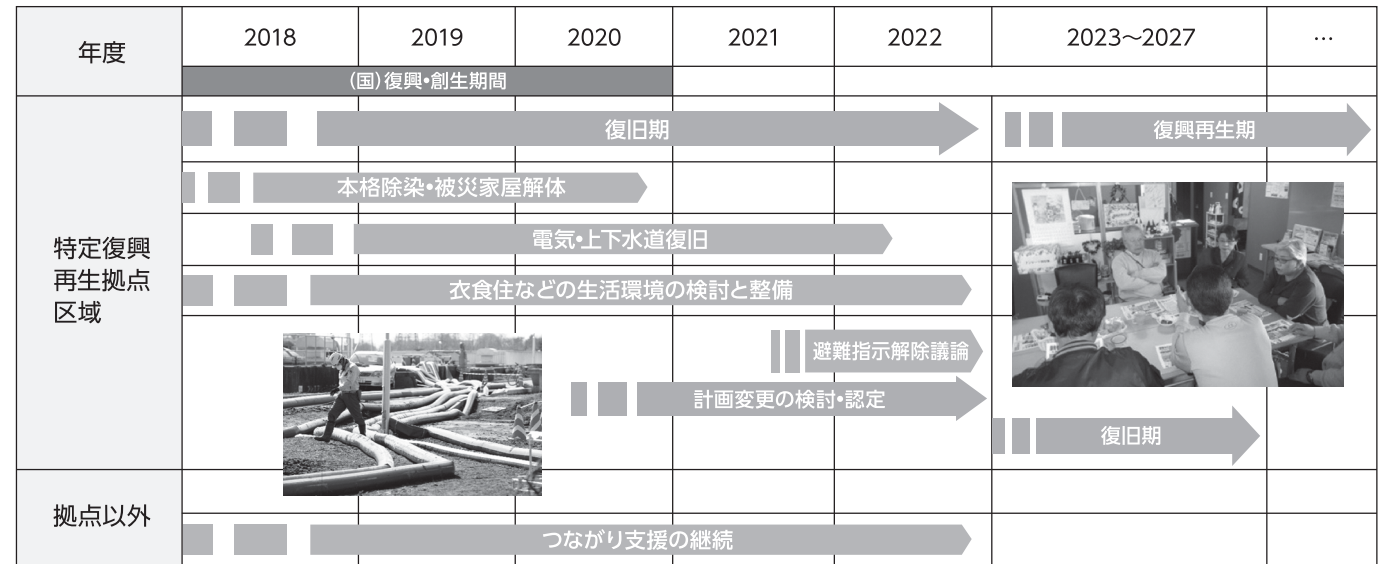 年度
2018
2019
2020
2021
2022
2023〜2027
…
(国)復興・創生期間
特定復興
再生拠点
区域
復旧期
復興再生期
本格除染・被災家屋解体
電気・上下水道復旧
衣食住などの生活環境の検討と整備
避難指示解除議論
計画変更の検討・認定
復旧期
拠点以外
つながり支援の継続